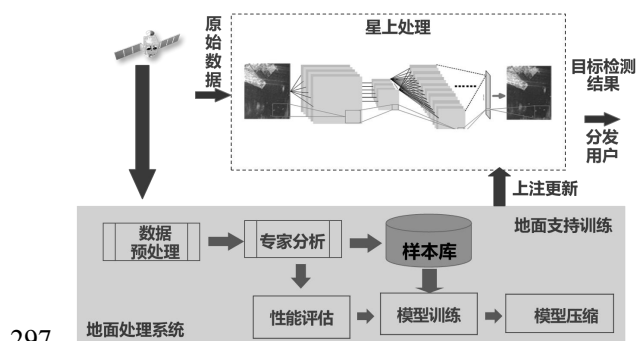 原始数据
星上处理
目标检测
结果
分发
用户
上注更新
地面支持训练
数据
预处理
专家分析
样本库
性能评估
模型训练
模型压缩
地面处理系统
297